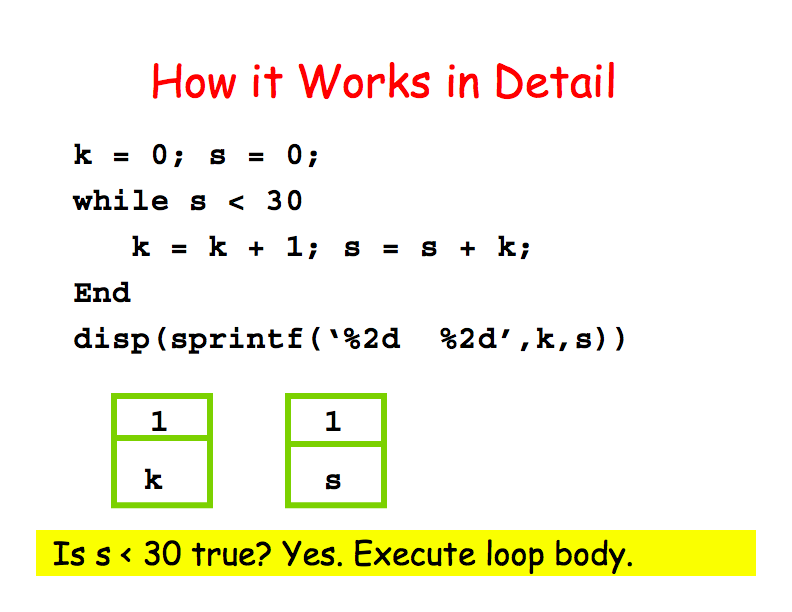 How it Works in Detail
k = 0; s = 0;
while s < 30
k = k + 1; s = s + k;
End
disp(sprintf(‘%2d  %2d’,k,s))
1 1
k s
Is s < 30 true? Yes. Execute loop body.